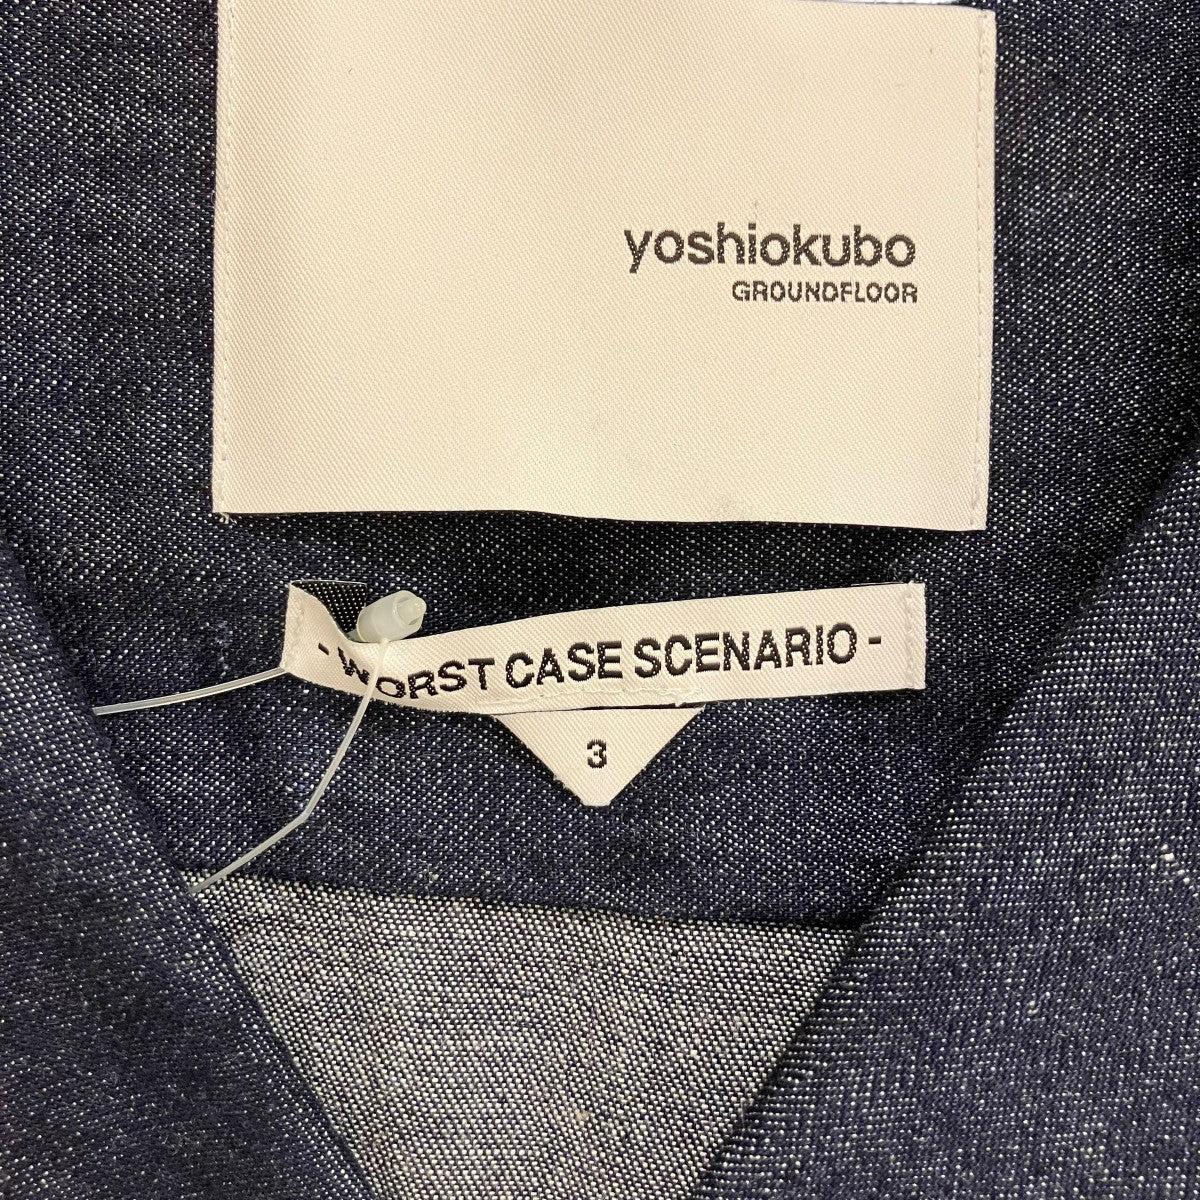 yoshiokubo
GROUNDFLOOR
- WORST CASE SCENARIO -
3